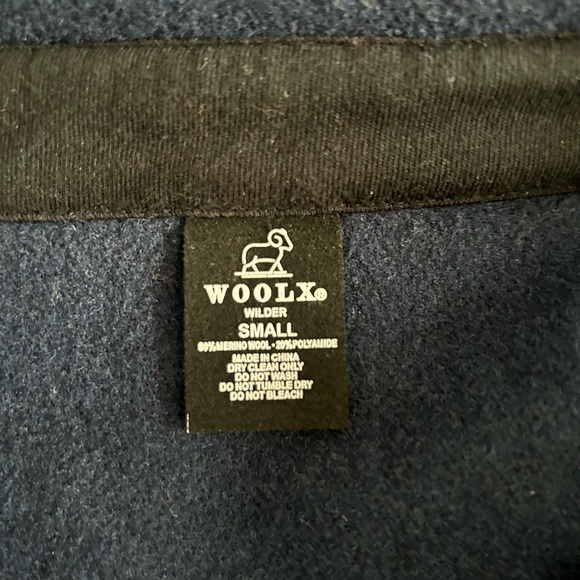 WOOLX®
WILDER
SMALL
80%MERINO WOOL • 20%POLYAMIDE
MADE IN CHINA
DRY CLEAN ONLY
DO NOT WASH
DO NOT TUMBLE DRY
DO NOT BLEACH